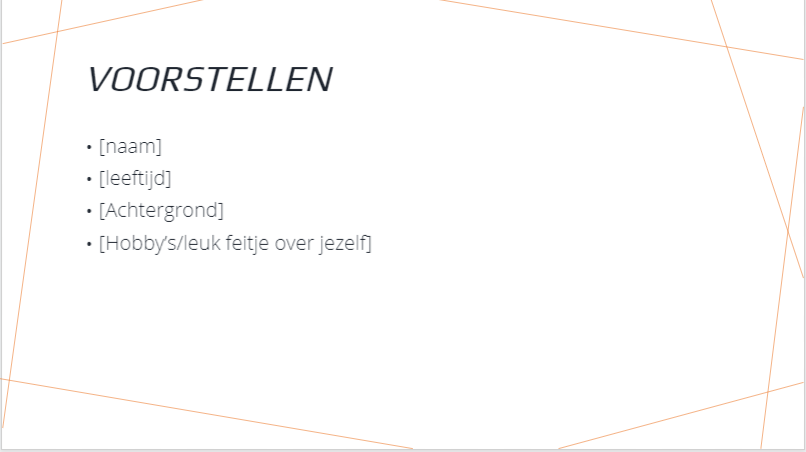 VOORSTELLEN
• [naam]
• [leeftijd]
• [Achtergrond]
• [Hobby’s/leuk feitje over jezelf]